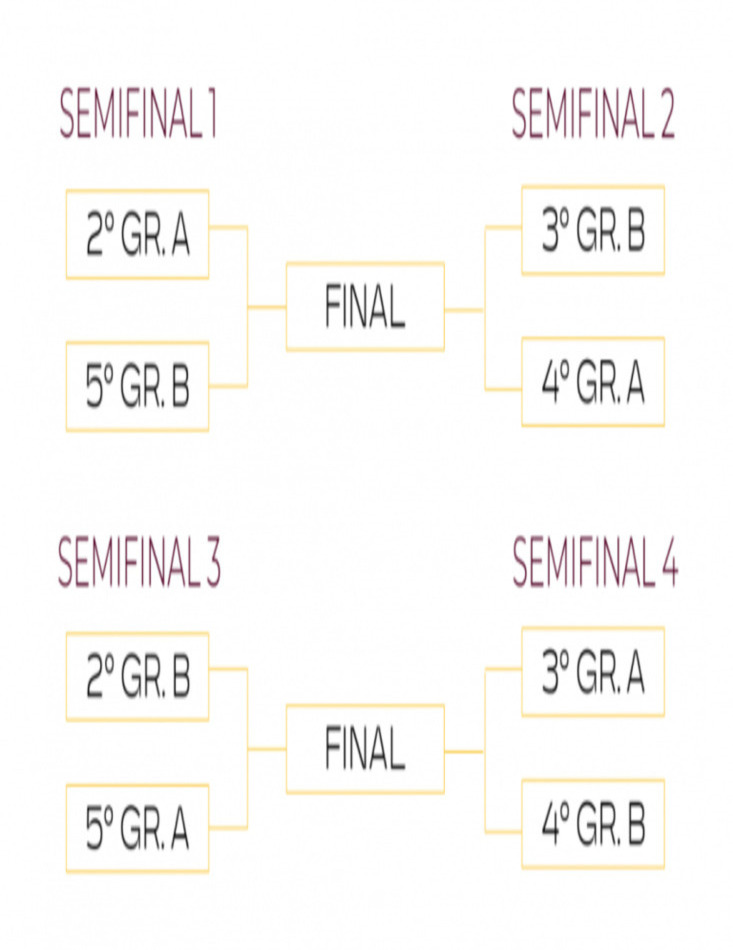 SEMIFINAL 1
SEMIFINAL 2
2º GR. A
3º GR. B
FINAL
5º GR. B
4º GR. A
SEMIFINAL 3
SEMIFINAL 4
2º GR. B
3º GR. A
FINAL
5º GR. A
4º GR. B